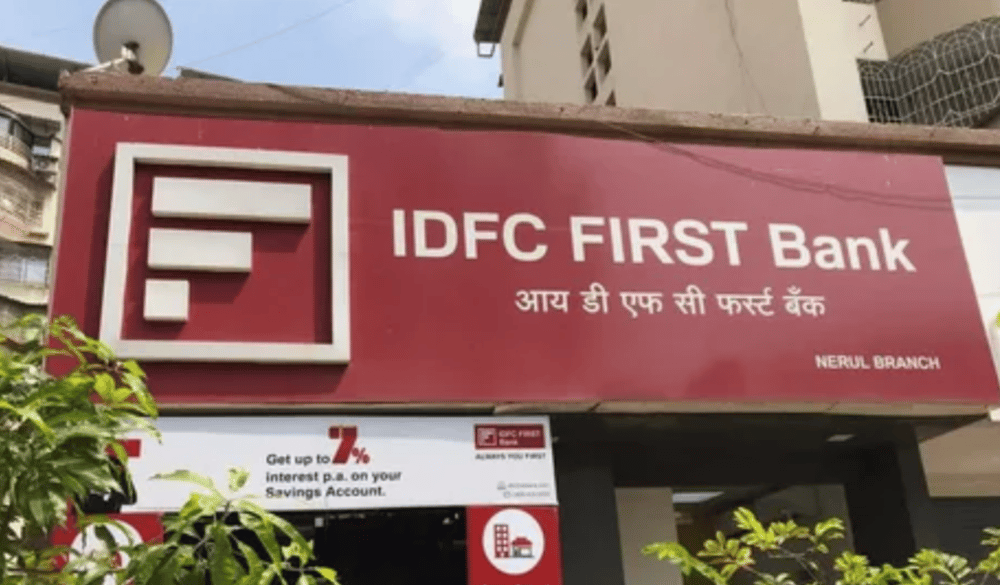 IDFC FIRST Bank
आय डी एफ सी फर्स्ट बँक
NERUL BRANCH
Get up to 7%
interest p.a. on your
Savings Account.
IDFC FIRST
Bank
ALWAYS YOU FIRST